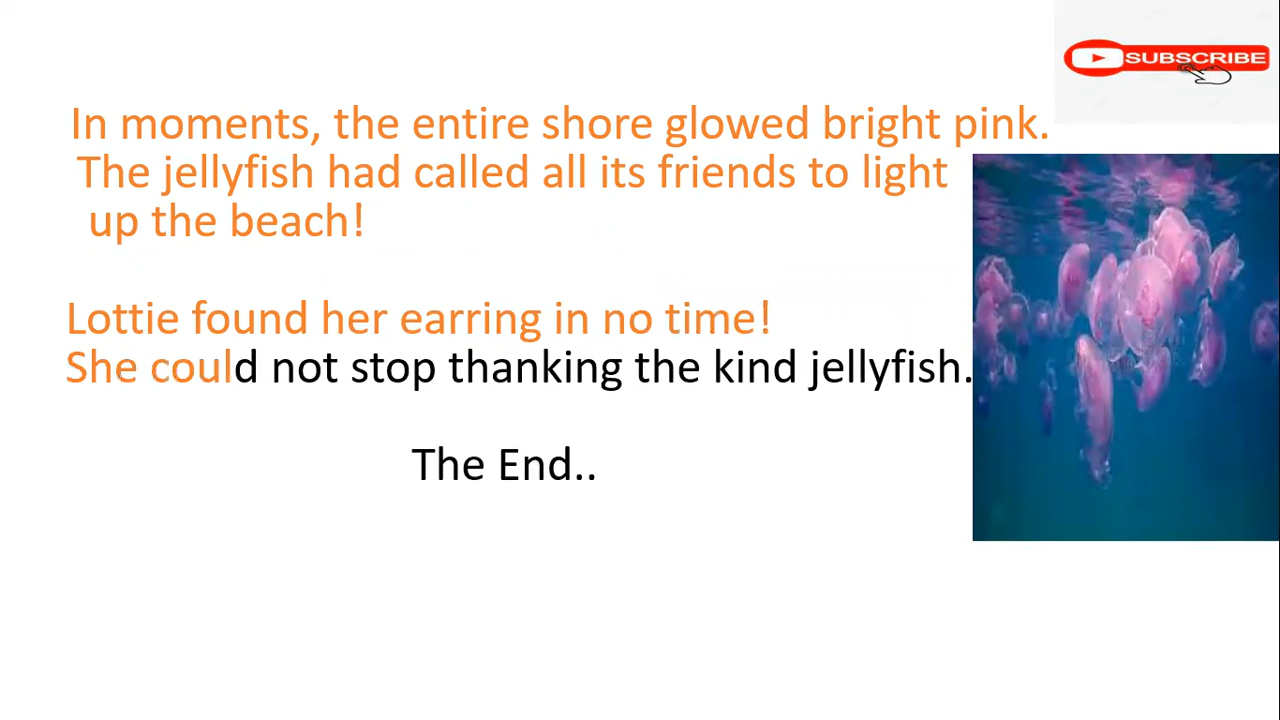 SUBSCRIBE
In moments, the entire shore glowed bright pink.
The jellyfish had called all its friends to light
up the beach!
Lottie found her earring in no time!
She could not stop thanking the kind jellyfish.
The End..